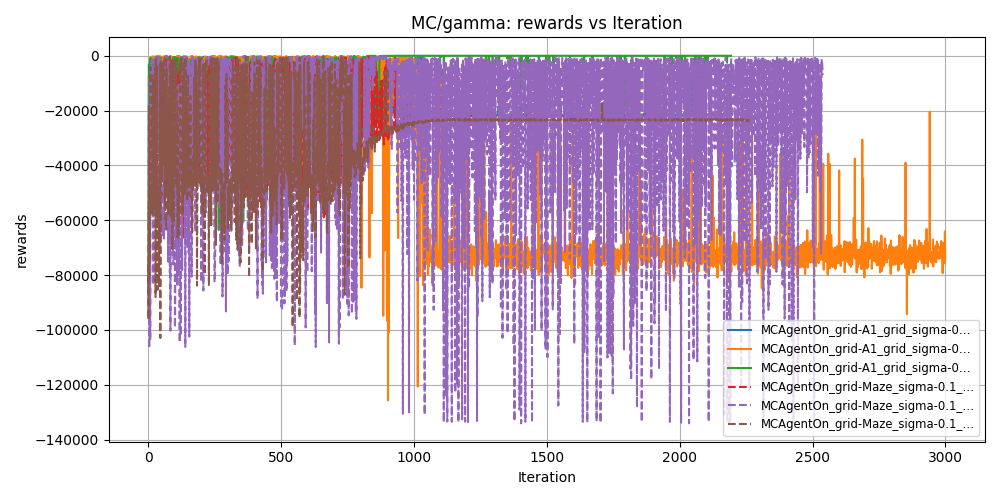 MC/gamma: rewards vs Iteration
rewards
0
−20000
−40000
−60000
−80000
−100000
−120000
−140000
MCAgentOn_grid-A1_grid_sigma-0...
MCAgentOn_grid-A1_grid_sigma-0...
MCAgentOn_grid-A1_grid_sigma-0...
MCAgentOn_grid-Maze_sigma-0.1_...
MCAgentOn_grid-Maze_sigma-0.1_...
MCAgentOn_grid-Maze_sigma-0.1_...
0 500 1000 1500 2000 2500 3000
Iteration